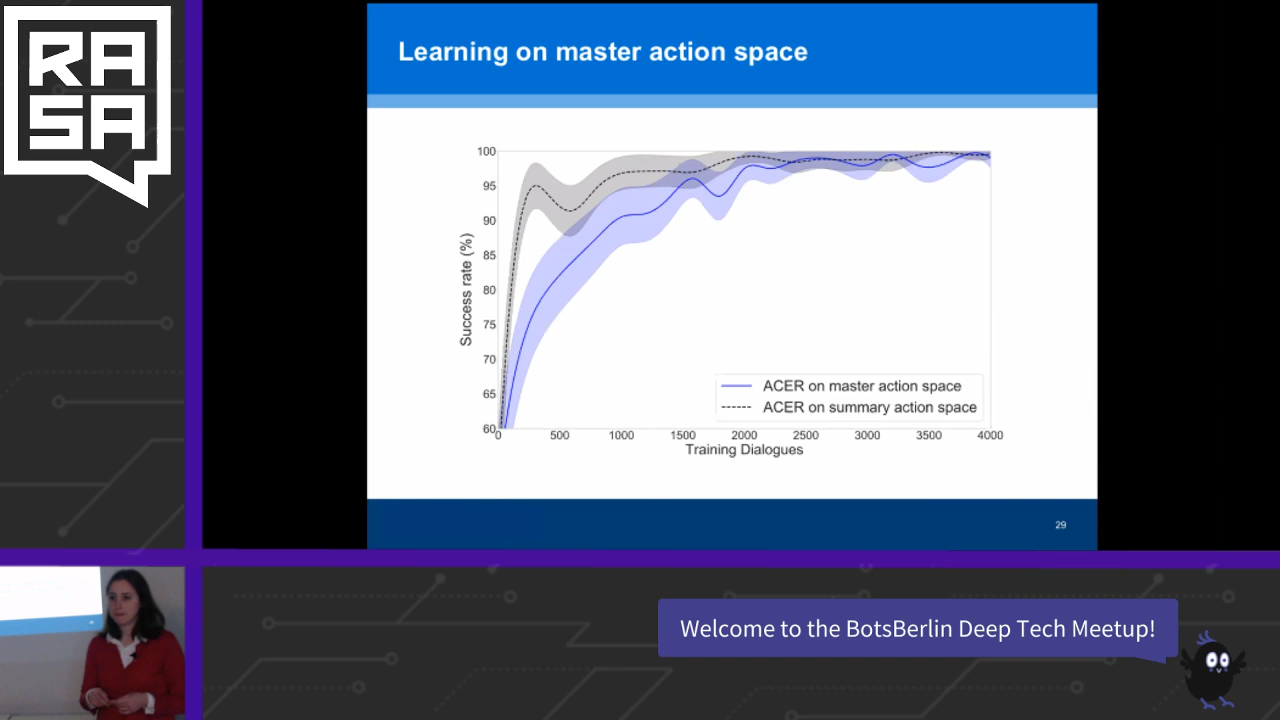 RA
SA
Learning on master action space
100
95
90
85
80
75
70
65
60
Success rate (%)
0 500 1000 1500 2000 2500 3000 3500 4000
Training Dialogues
ACER on master action space
ACER on summary action space
29
Welcome to the BotsBerlin Deep Tech Meetup!